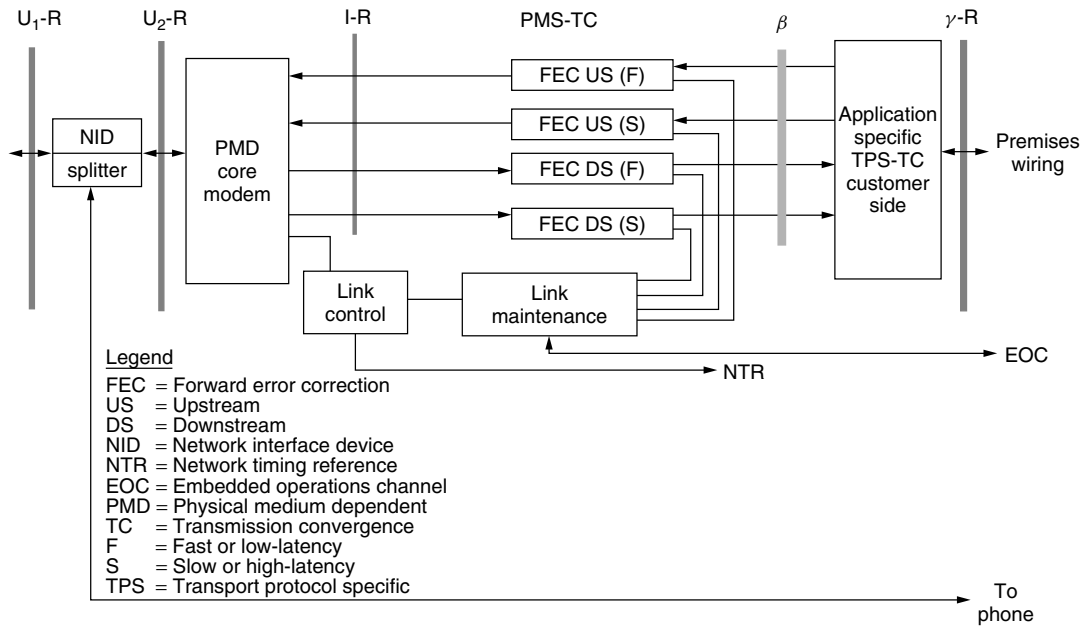 U₁-R
U₂-R
I-R
PMS-TC
β
γ-R
NID
splitter
PMD
core
modem
FEC US (F)
FEC US (S)
FEC DS (F)
FEC DS (S)
Application
specific
TPS-TC
customer
side
Premises
wiring
Link
control
Link
maintenance
EOC
NTR
Legend
FEC = Forward error correction
US = Upstream
DS = Downstream
NID = Network interface device
NTR = Network timing reference
EOC = Embedded operations channel
PMD = Physical medium dependent
TC = Transmission convergence
F = Fast or low-latency
S = Slow or high-latency
TPS = Transport protocol specific
To
phone